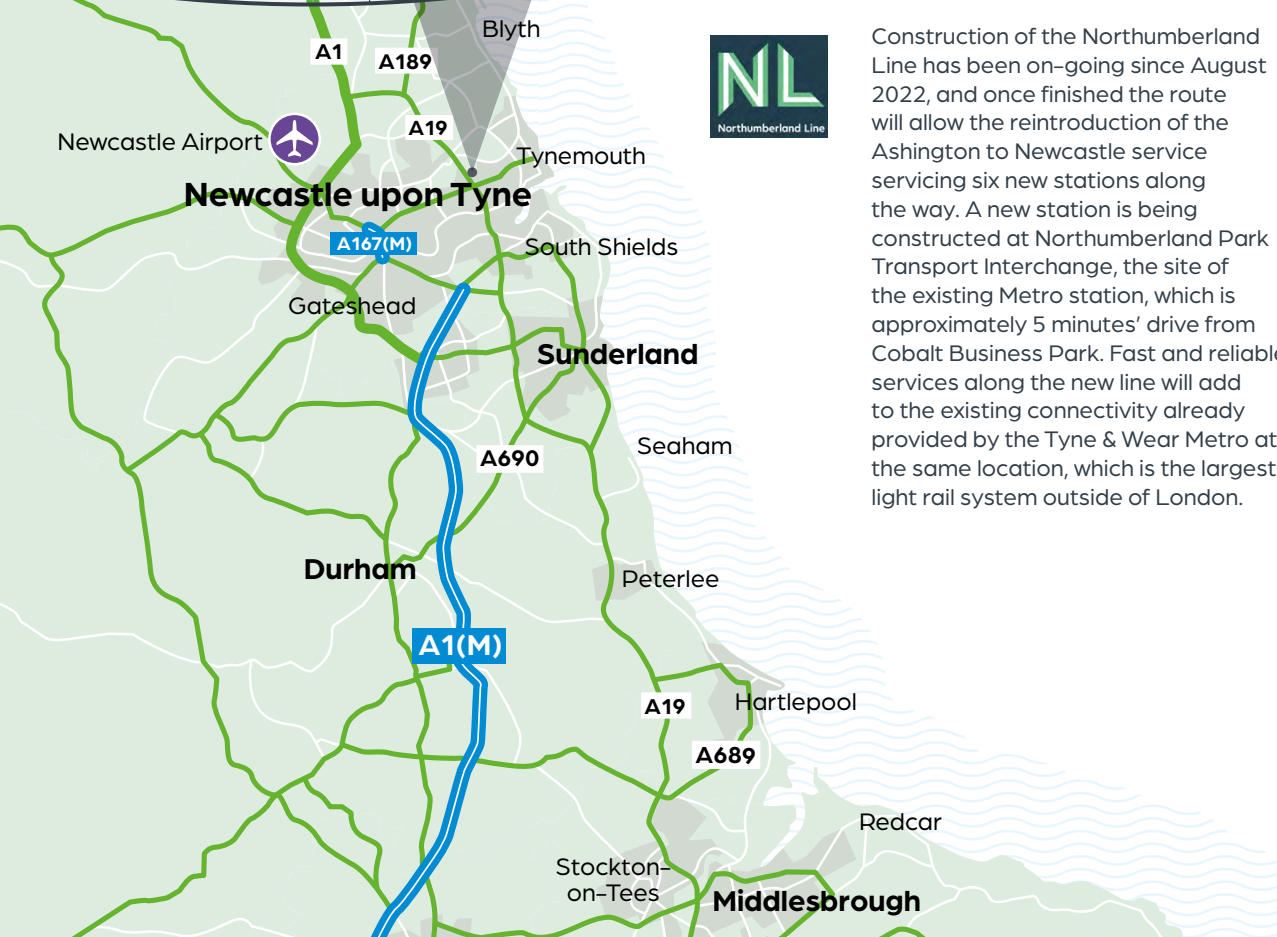 Blyth
A1
A189
Newcastle Airport
A19
Tynemouth
Newcastle upon Tyne
A167(M)
South Shields
Gateshead
Sunderland
Seaham
A690
Durham
Peterlee
A1(M)
A19
Hartlepool
A689
Redcar
Stockton-
on-Tees
Middlesbrough
NL
Northumberland Line
Construction of the Northumberland
Line has been on-going since August
2022, and once finished the route
will allow the reintroduction of the
Ashington to Newcastle service
servicing six new stations along
the way. A new station is being
constructed at Northumberland Park
Transport Interchange, the site of
the existing Metro station, which is
approximately 5 minutes’ drive from
Cobalt Business Park. Fast and reliable
services along the new line will add
to the existing connectivity already
provided by the Tyne & Wear Metro at
the same location, which is the largest
light rail system outside of London.